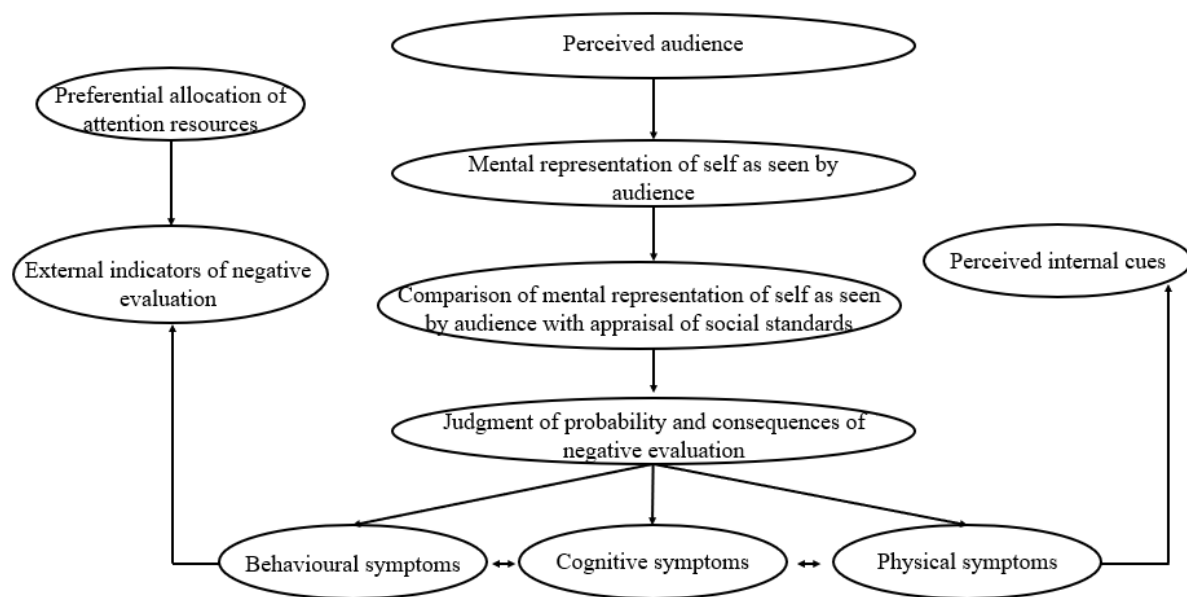 Perceived audience
Preferential allocation of
attention resources
Mental representation of self as seen by
audience
External indicators of negative
evaluation
Perceived internal cues
Comparison of mental representation of self as seen
by audience with appraisal of social standards
Judgment of probability and consequences of
negative evaluation
Behavioural symptoms
Cognitive symptoms
Physical symptoms